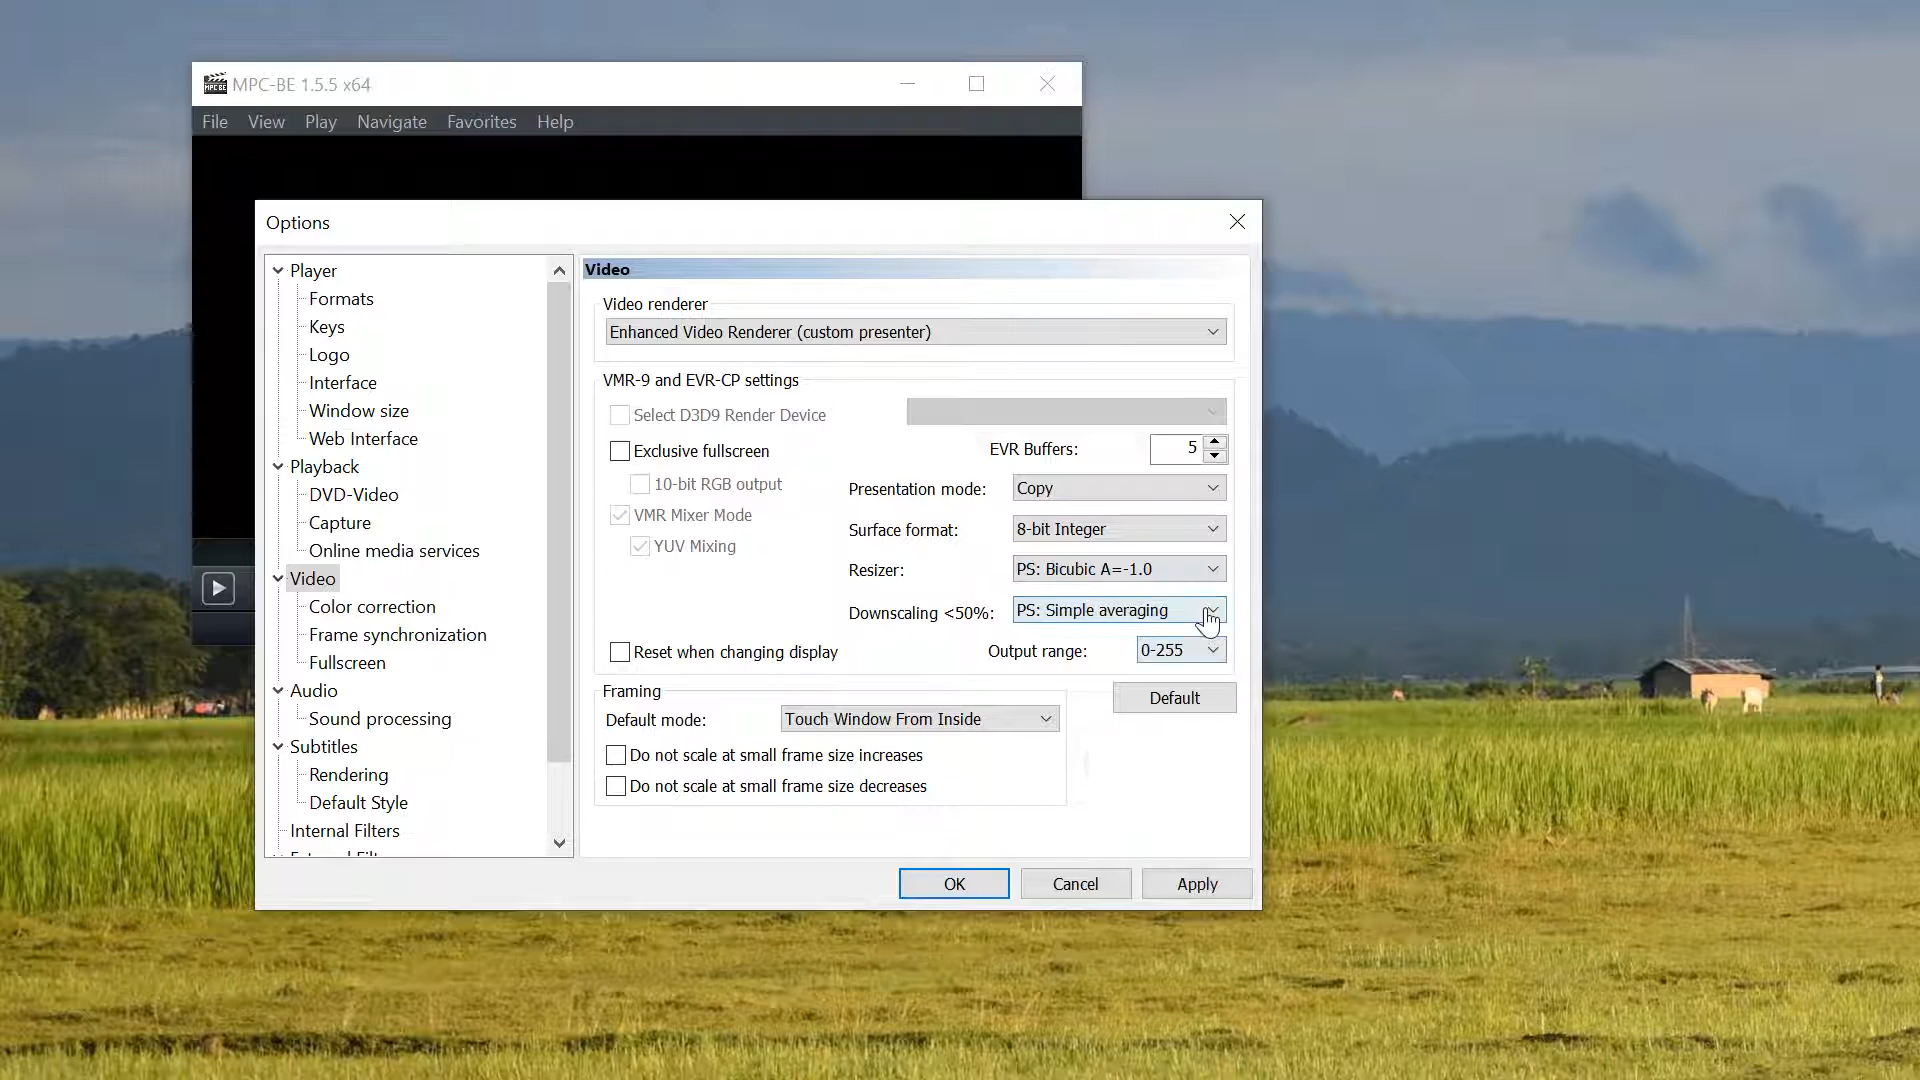 MPC-BE 1.5.5 x64
File View Play Navigate Favorites Help
Options
Player
Formats
Keys
Logo
Interface
Window size
Web Interface
Playback
DVD-Video
Capture
Online media services
Video
Color correction
Frame synchronization
Fullscreen
Audio
Sound processing
Subtitles
Rendering
Default Style
Internal Filters
Video
Video renderer
Enhanced Video Renderer (custom presenter)
VMR-9 and EVR-CP settings
Select D3D9 Render Device
Exclusive fullscreen
EVR Buffers: 5
10-bit RGB output
Presentation mode: Copy
VMR Mixer Mode
Surface format: 8-bit Integer
YUV Mixing
Resizer: PS: Bicubic A=-1.0
Downscaling <50%: PS: Simple averaging
Reset when changing display
Output range: 0-255
Framing
Default
Default mode: Touch Window From Inside
Do not scale at small frame size increases
Do not scale at small frame size decreases
OK Cancel Apply